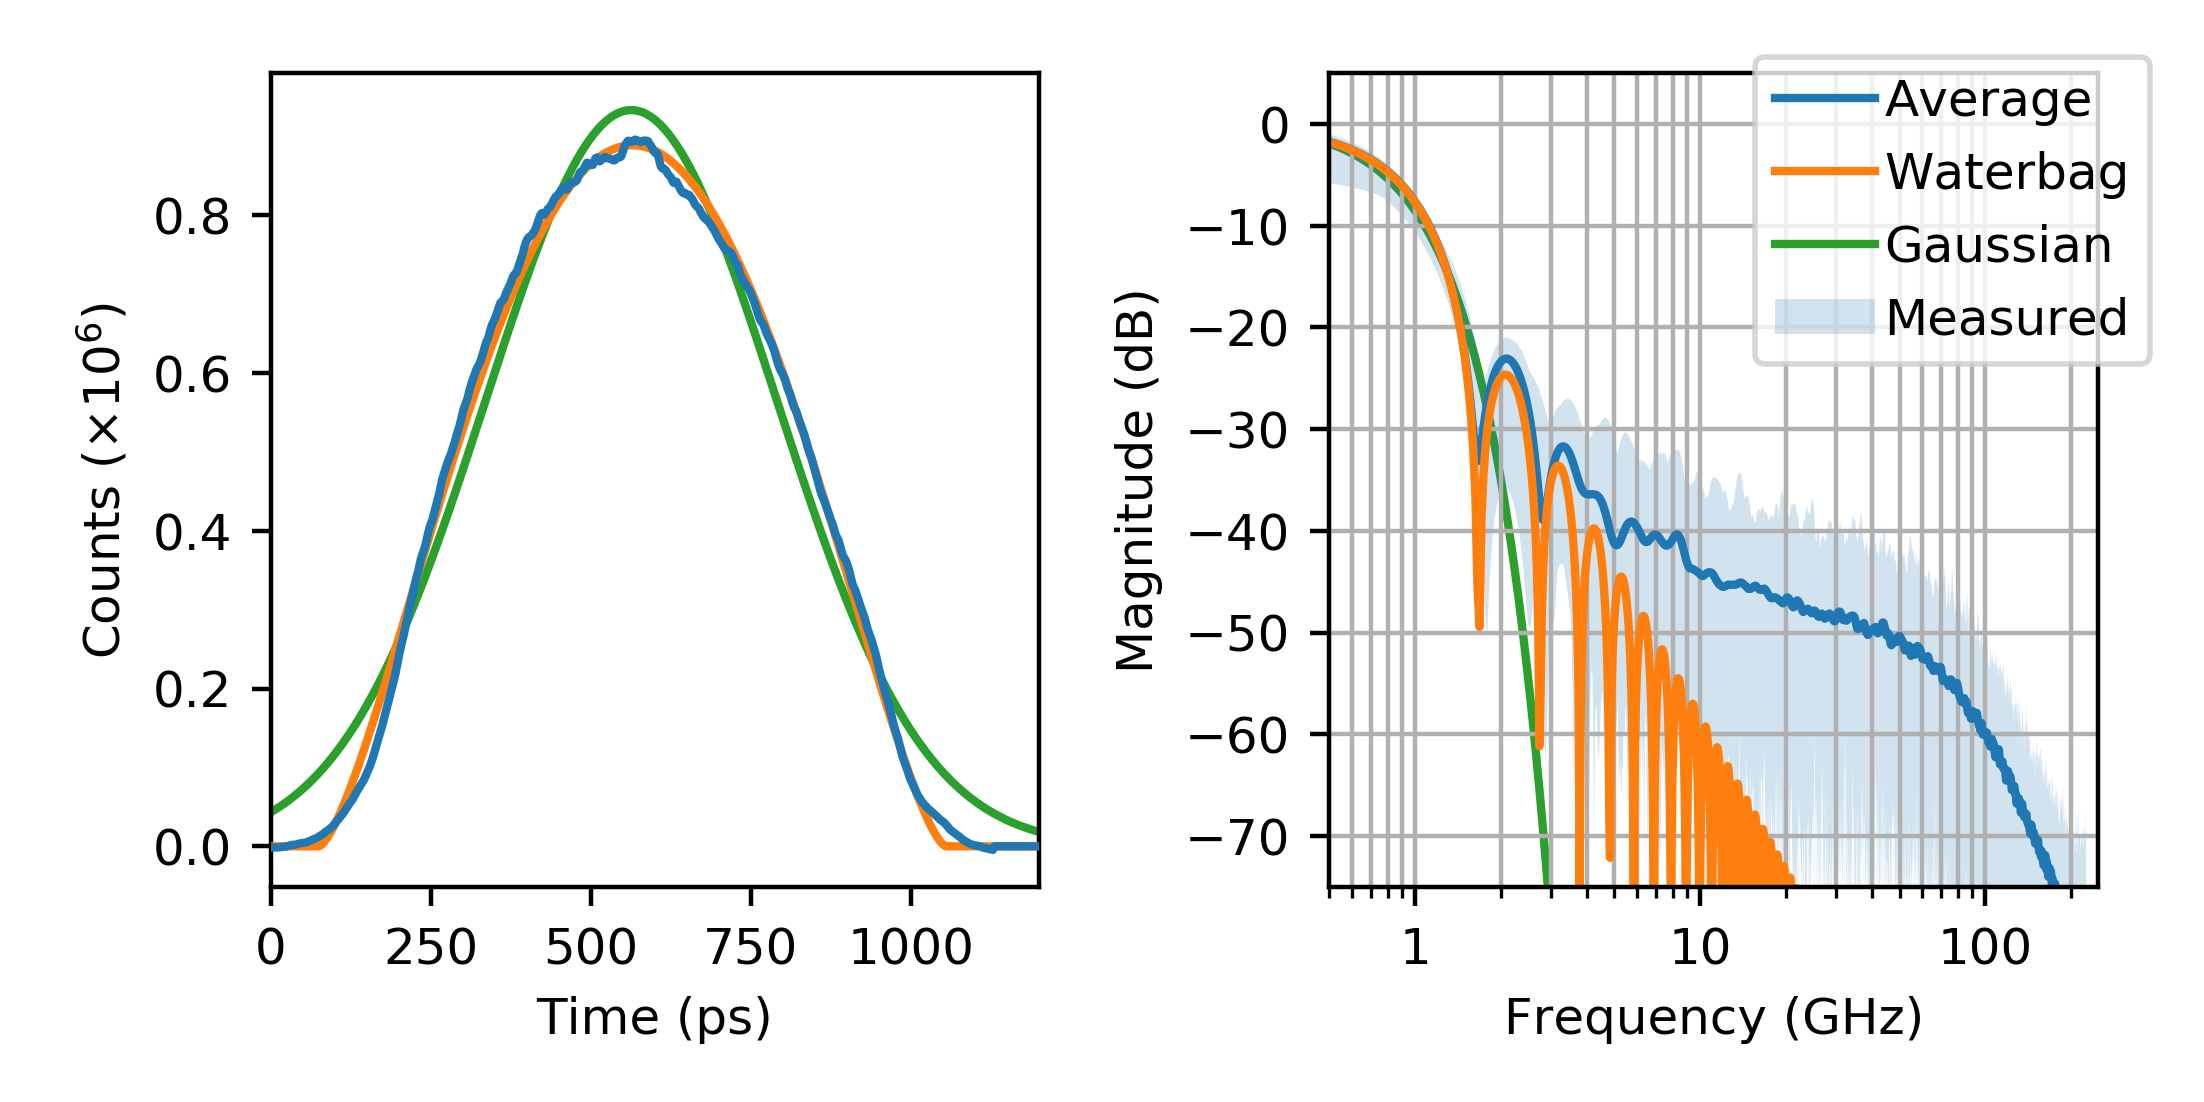 Counts (×10⁶)
0.8
0.6
0.4
0.2
0.0
0 250 500 750 1000
Time (ps)
Magnitude (dB)
0
−10
−20
−30
−40
−50
−60
−70
1 10 100
Frequency (GHz)
Average
Waterbag
Gaussian
Measured